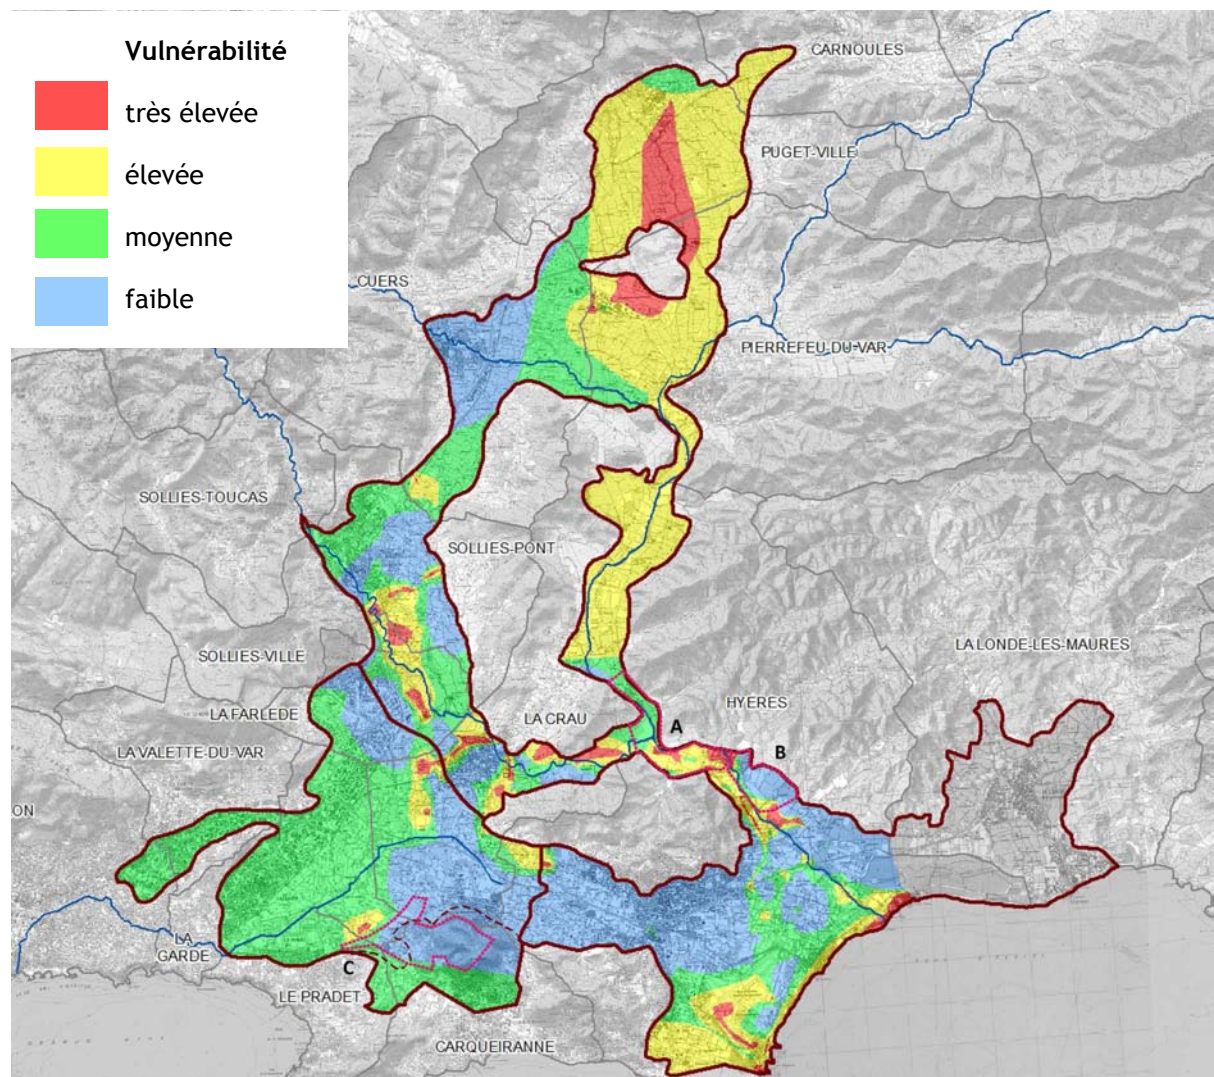 Vulnérabilité
très élevée
élevée
moyenne
faible
CARNOULES
PUGET-VILLE
CUERS
PIERREFEU-DU-VAR
SOLLIES-TOUCAS
SOLLIES-PONT
SOLLIES-VILLE
LA LONDE-LES-MAURES
LA FARLEDE
HYERES
LA CRAU
A
LA VALETTE-DU-VAR
B
ON
LA
GARDE
C
LE PRADET
CARQUEIRANNE